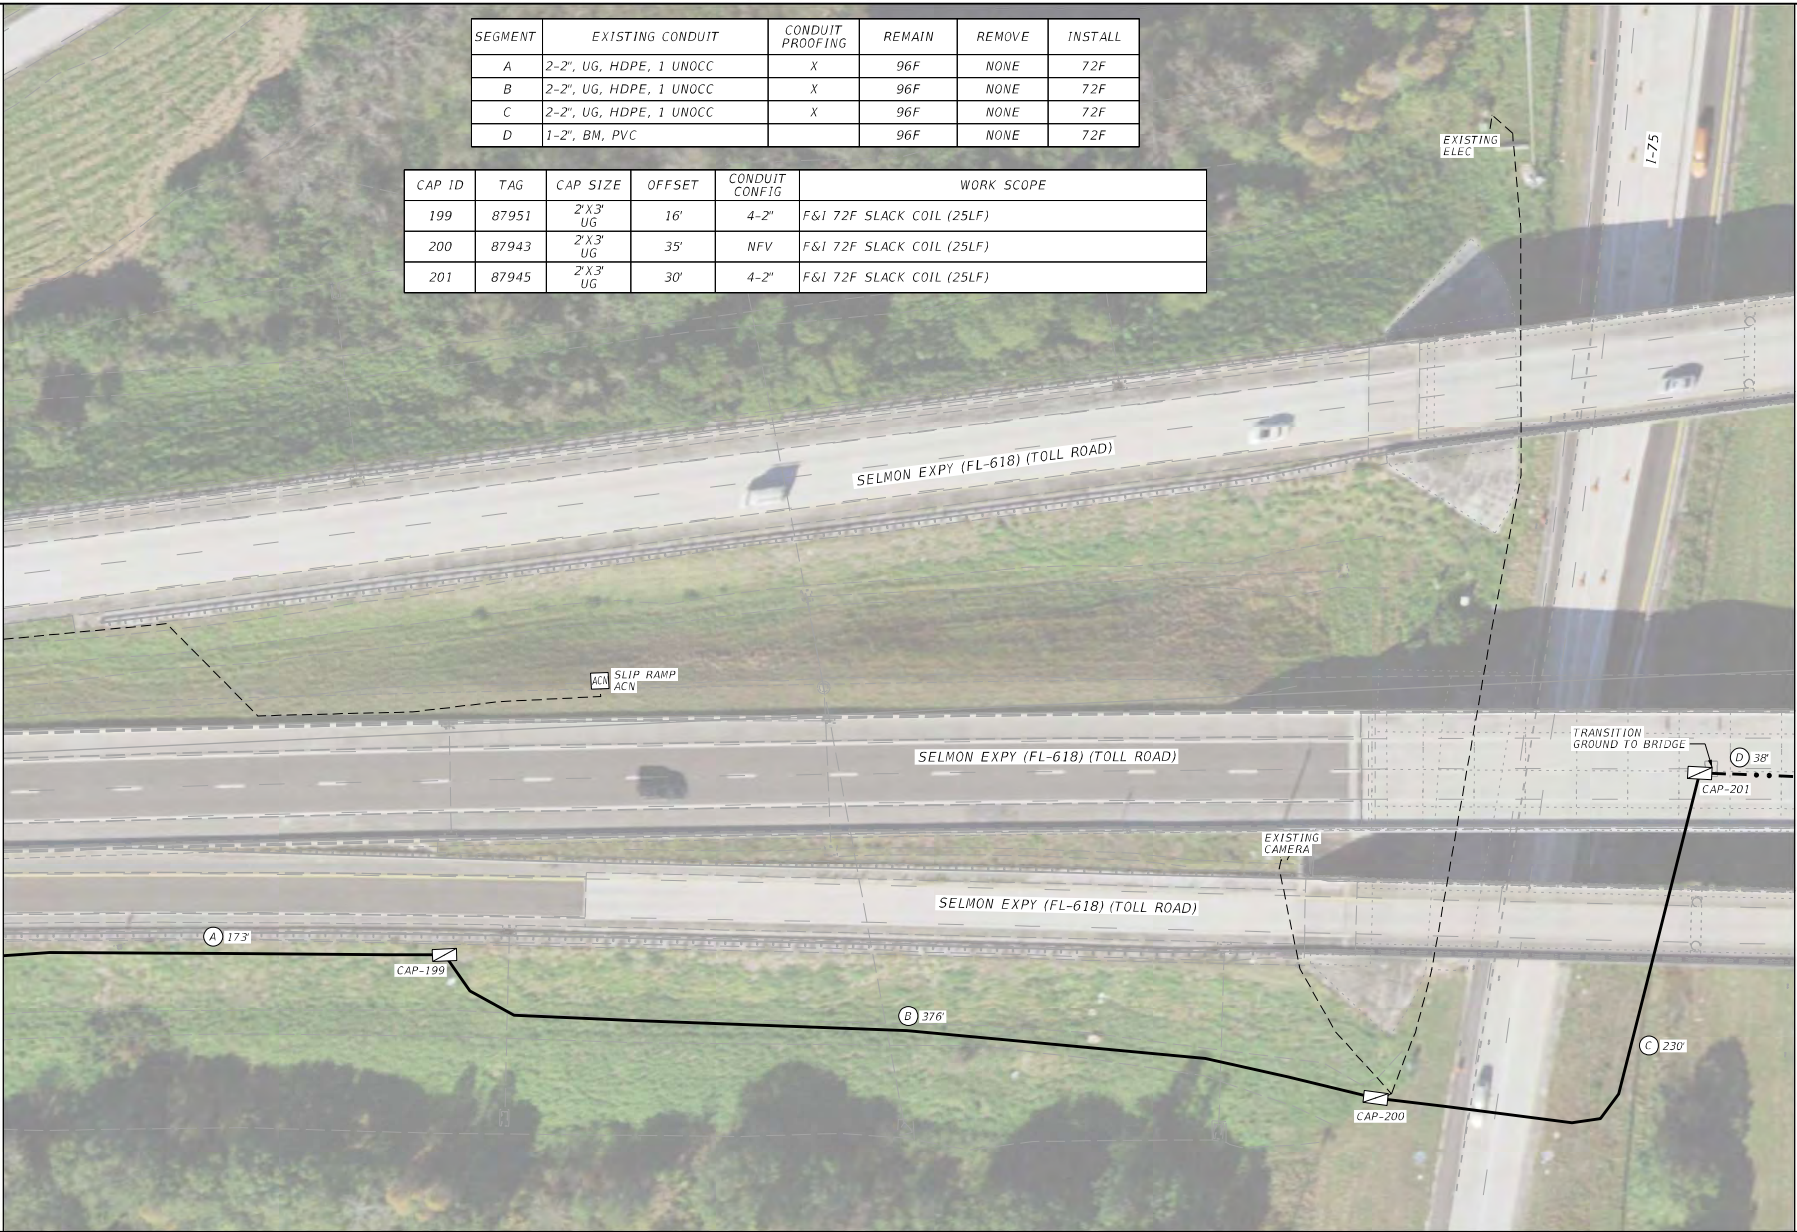 SEGMENT EXISTING CONDUIT CONDUIT PROOFING REMAIN REMOVE INSTALL
A 2-2", UG, HDPE, 1 UNOCC X 96F NONE 72F
B 2-2", UG, HDPE, 1 UNOCC X 96F NONE 72F
C 2-2", UG, HDPE, 1 UNOCC X 96F NONE 72F
D 1-2", BM, PVC 96F NONE 72F
CAP ID TAG CAP SIZE OFFSET CONDUIT CONFIG WORK SCOPE
199 87951 2'X3' UG 16' 4-2" F&I 72F SLACK COIL (25LF)
200 87943 2'X3' UG 35' NFV F&I 72F SLACK COIL (25LF)
201 87945 2'X3' UG 30' 4-2" F&I 72F SLACK COIL (25LF)
EXISTING
ELEC
I-75
SELMON EXPY (FL-618) (TOLL ROAD)
ACN
SLIP RAMP
ACN
SELMON EXPY (FL-618) (TOLL ROAD)
TRANSITION
GROUND TO BRIDGE
D 38'
CAP-201
EXISTING
CAMERA
SELMON EXPY (FL-618) (TOLL ROAD)
A 173'
CAP-199
B 376'
C 230'
CAP-200